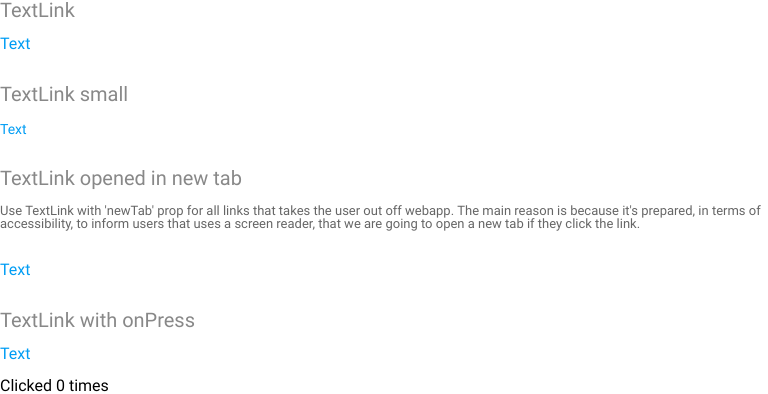 TextLink
Text
TextLink small
Text
TextLink opened in new tab
Use TextLink with 'newTab' prop for all links that takes the user out off webapp. The main reason is because it's prepared, in terms of
accessibility, to inform users that uses a screen reader, that we are going to open a new tab if they click the link.
Text
TextLink with onPress
Text
Clicked 0 times